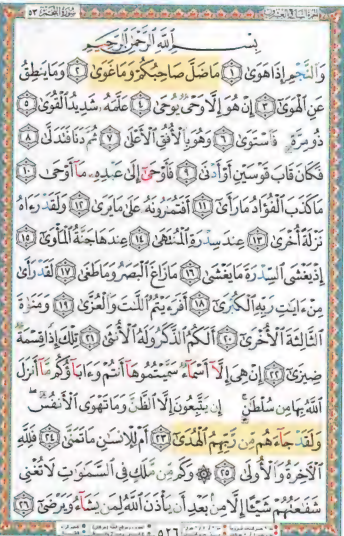 سُورَةُ النَّجْمِ ٥٣
بِسْمِ اللَّهِ الرَّحْمَٰنِ الرَّحِيمِ
وَالنَّجْمِ إِذَا هَوَىٰ ١ مَا ضَلَّ صَاحِبُكُمْ وَمَا غَوَىٰ ٢ وَمَا يَنطِقُ
عَنِ الْهَوَىٰ ٣ إِنْ هُوَ إِلَّا وَحْيٌ يُوحَىٰ ٤ عَلَّمَهُ شَدِيدُ الْقُوَىٰ ٥
ذُو مِرَّةٍ فَاسْتَوَىٰ ٦ وَهُوَ بِالْأُفُقِ الْأَعْلَىٰ ٧ ثُمَّ دَنَا فَتَدَلَّىٰ ٨
فَكَانَ قَابَ قَوْسَيْنِ أَوْ أَدْنَىٰ ٩ فَأَوْحَىٰ إِلَىٰ عَبْدِهِ مَا أَوْحَىٰ ١٠
مَا كَذَبَ الْفُؤَادُ مَا رَأَىٰ ١١ أَفَتُمَارُونَهُ عَلَىٰ مَا يَرَىٰ ١٢ وَلَقَدْ رَآهُ
نَزْلَةً أُخْرَىٰ ١٣ عِندَ سِدْرَةِ الْمُنتَهَىٰ ١٤ عِندَهَا جَنَّةُ الْمَأْوَىٰ ١٥
إِذْ يَغْشَى السِّدْرَةَ مَا يَغْشَىٰ ١٦ مَا زَاغَ الْبَصَرُ وَمَا طَغَىٰ ١٧ لَقَدْ رَأَىٰ
مِنْ آيَاتِ رَبِّهِ الْكُبْرَىٰ ١٨ أَفَرَأَيْتُمُ اللَّاتَ وَالْعُزَّىٰ ١٩ وَمَنَاةَ
الثَّالِثَةَ الْأُخْرَىٰ ٢٠ أَلَكُمُ الذَّكَرُ وَلَهُ الْأُنثَىٰ ٢١ تِلْكَ إِذًا قِسْمَةٌ
ضِيزَىٰ ٢٢ إِنْ هِيَ إِلَّا أَسْمَاءٌ سَمَّيْتُمُوهَا أَنتُمْ وَآبَاؤُكُم مَّا أَنزَلَ
اللَّهُ بِهَا مِن سُلْطَانٍ إِن يَتَّبِعُونَ إِلَّا الظَّنَّ وَمَا تَهْوَى الْأَنفُسُ
وَلَقَدْ جَاءَهُم مِّن رَّبِّهِمُ الْهُدَىٰ ٢٣ أَمْ لِلْإِنسَانِ مَا تَمَنَّىٰ ٢٤ فَلِلَّهِ
الْآخِرَةُ وَالْأُولَىٰ ٢٥ ۞ وَكَم مِّن مَّلَكٍ فِي السَّمَاوَاتِ لَا تُغْنِي
شَفَاعَتُهُمْ شَيْئًا إِلَّا مِن بَعْدِ أَن يَأْذَنَ اللَّهُ لِمَن يَشَاءُ وَيَرْضَىٰ ٢٦
٥٢٦